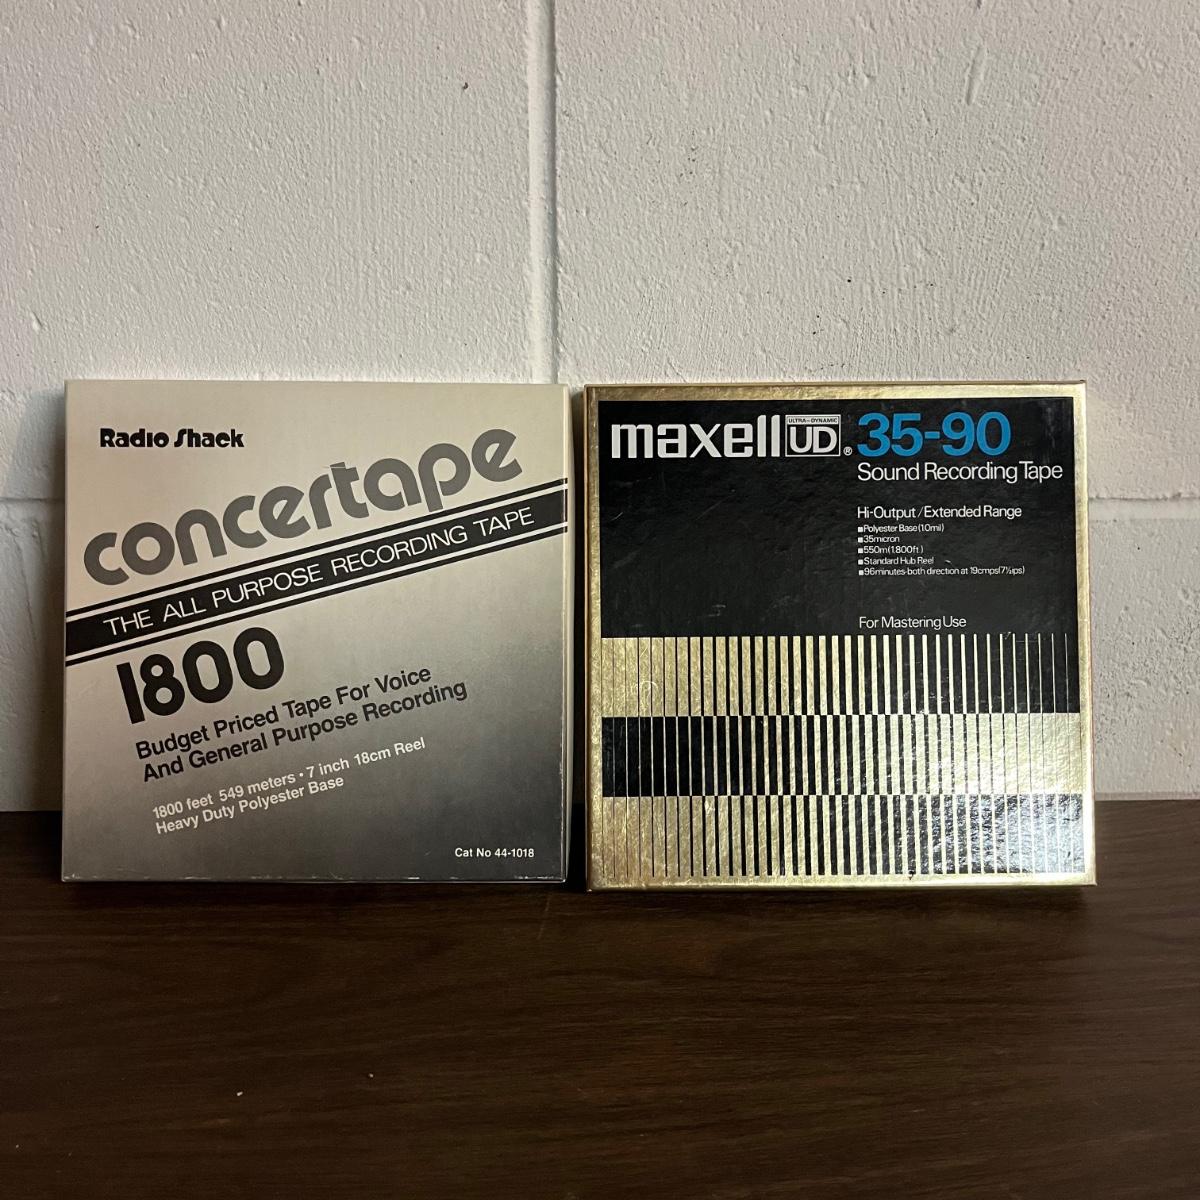 Radio Shack
concertape
THE ALL PURPOSE RECORDING TAPE
1800
Budget Priced Tape For Voice
And General Purpose Recording
1800 feet 549 meters • 7 inch 18cm Reel
Heavy Duty Polyester Base
Cat No 44-1018
maxell ULTRA-DYNAMIC UD® 35-90
Sound Recording Tape
Hi-Output/Extended Range
■Polyester Base(1.0mil)
■35micron
■550m(1,800ft.)
■Standard Hub Reel
■96minutes-both direction at 19cmps(7½ips)
For Mastering Use